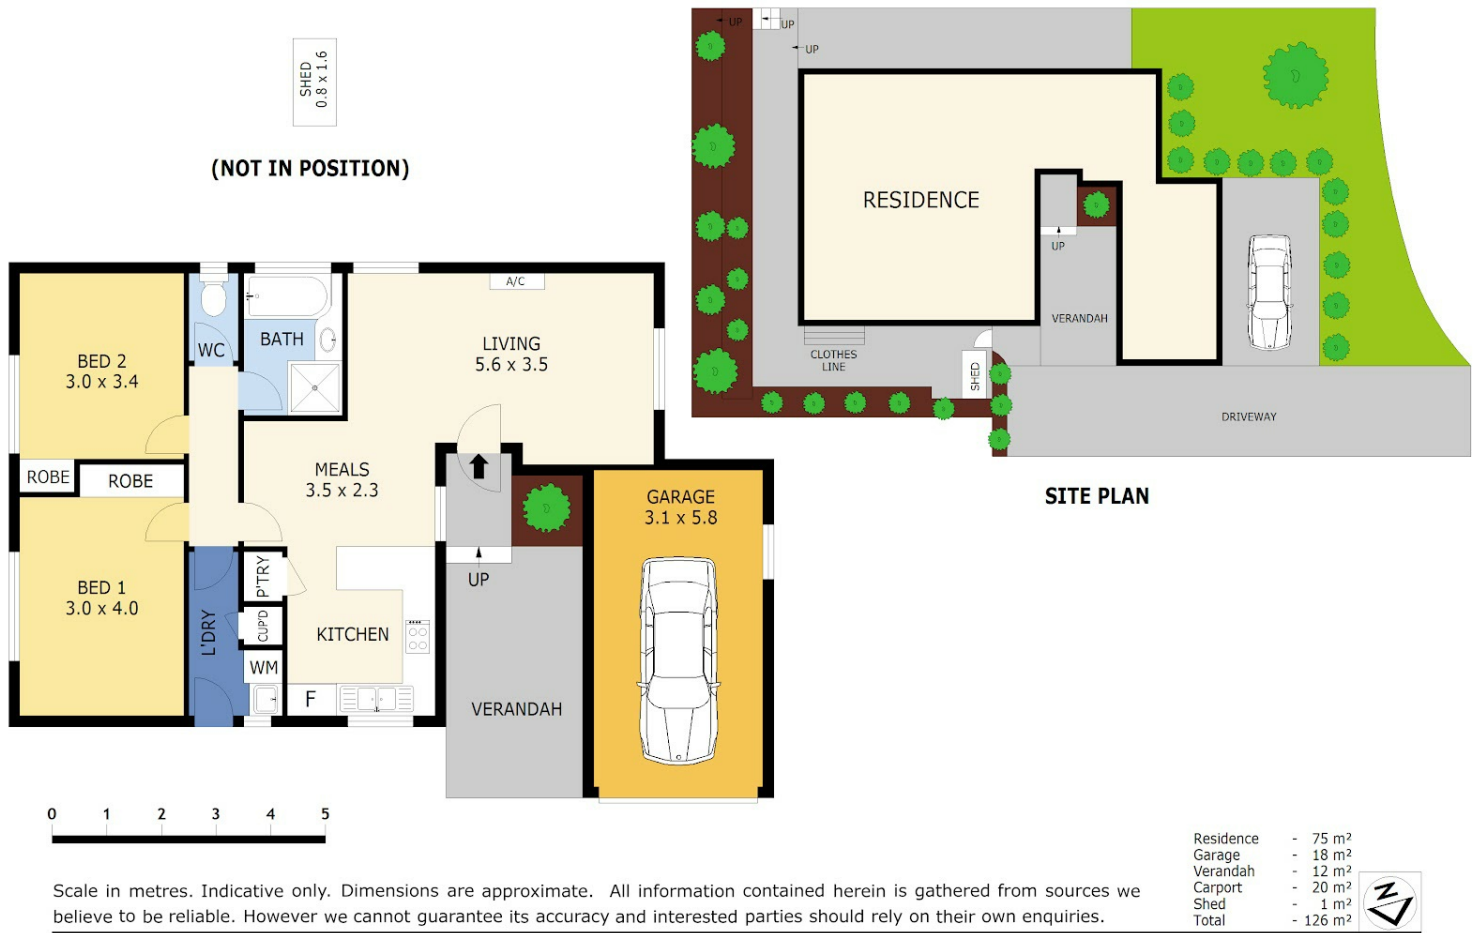 SHED
0.8 x 1.6
(NOT IN POSITION)
BED 2
3.0 x 3.4
WC
BATH
A/C
LIVING
5.6 x 3.5
ROBE
ROBE
MEALS
3.5 x 2.3
BED 1
3.0 x 4.0
L'DRY
P'TRY
CUP'D
WM
KITCHEN
F
UP
VERANDAH
GARAGE
3.1 x 5.8
0 1 2 3 4 5
UP
UP
UP
RESIDENCE
UP
VERANDAH
CLOTHES
LINE
SHED
DRIVEWAY
SITE PLAN
Residence - 75 m²
Garage - 18 m²
Verandah - 12 m²
Carport - 20 m²
Shed - 1 m²
Total - 126 m²
N
Scale in metres. Indicative only. Dimensions are approximate. All information contained herein is gathered from sources we
believe to be reliable. However we cannot guarantee its accuracy and interested parties should rely on their own enquiries.